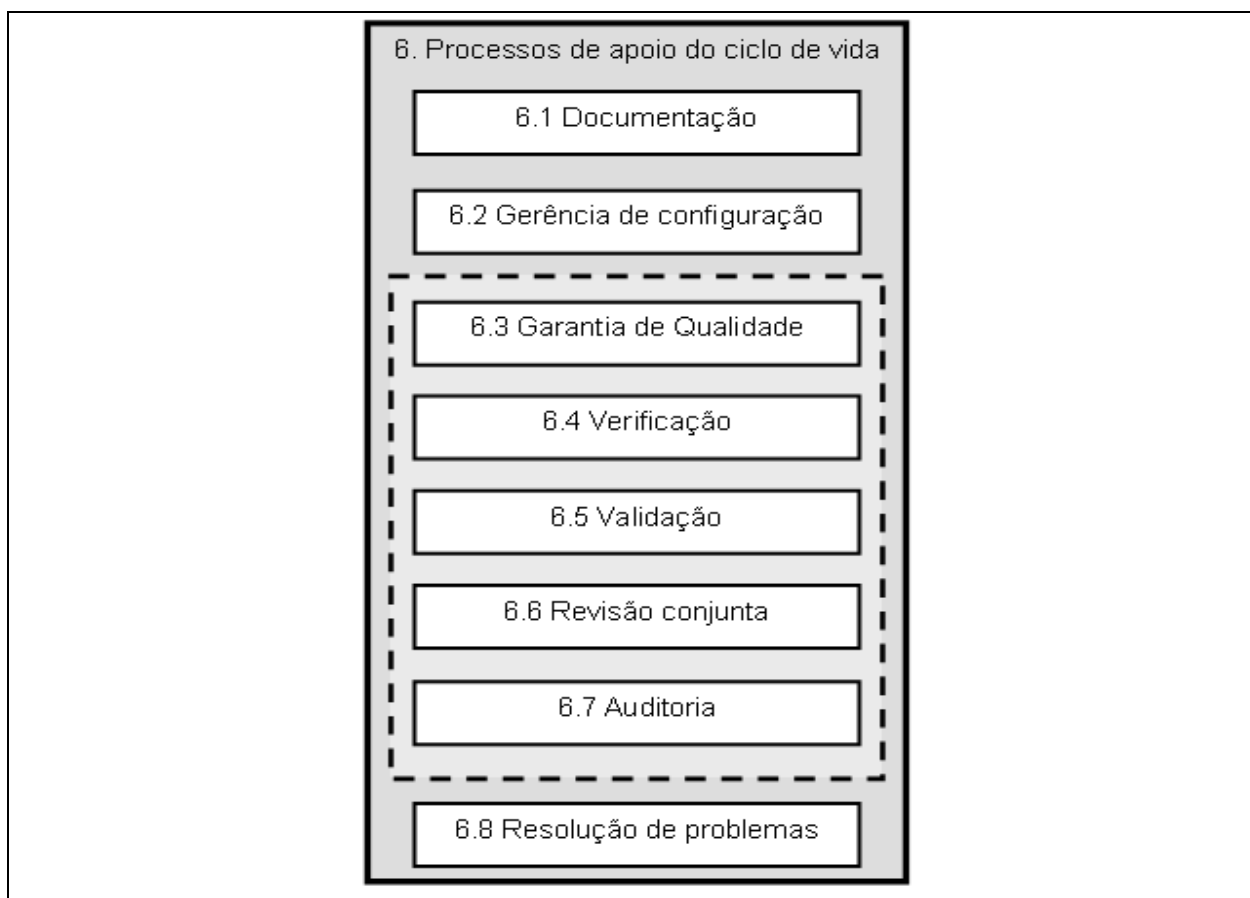 6. Processos de apoio do ciclo de vida
6.1 Documentação
6.2 Gerência de configuração
6.3 Garantia de Qualidade
6.4 Verificação
6.5 Validação
6.6 Revisão conjunta
6.7 Auditoria
6.8 Resolução de problemas